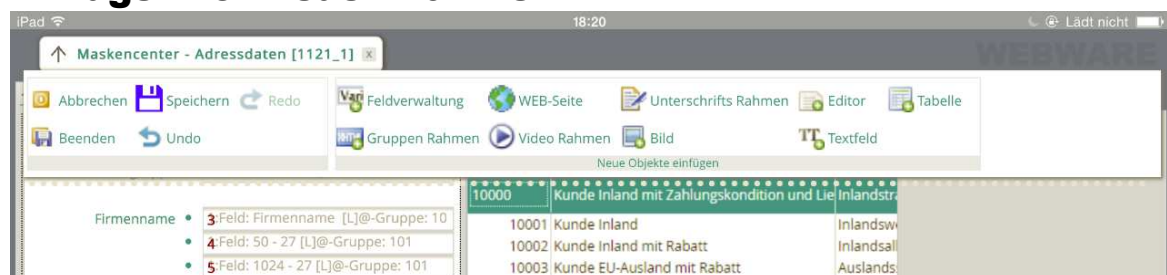 iPad 18:20 Lädt nicht
Maskencenter - Adressdaten [1121_1] x
WEBWARE
Abbrechen Speichern Redo Vari Feldverwaltung WEB-Seite Unterschrifts Rahmen Editor Tabelle
Beenden Undo Gruppen Rahmen Video Rahmen Bild TT Textfeld
Neue Objekte einfügen
10000 Kunde Inland mit Zahlungskondition und Lie Inlandstr
Firmenname • 3:Feld: Firmenname [L]@-Gruppe: 10
10001 Kunde Inland Inlandsw
• 4:Feld: 50 - 27 [L]@-Gruppe: 101
10002 Kunde Inland mit Rabatt Inlandsall
• 5:Feld: 1024 - 27 [L]@-Gruppe: 101
10003 Kunde EU-Ausland mit Rabatt Auslands